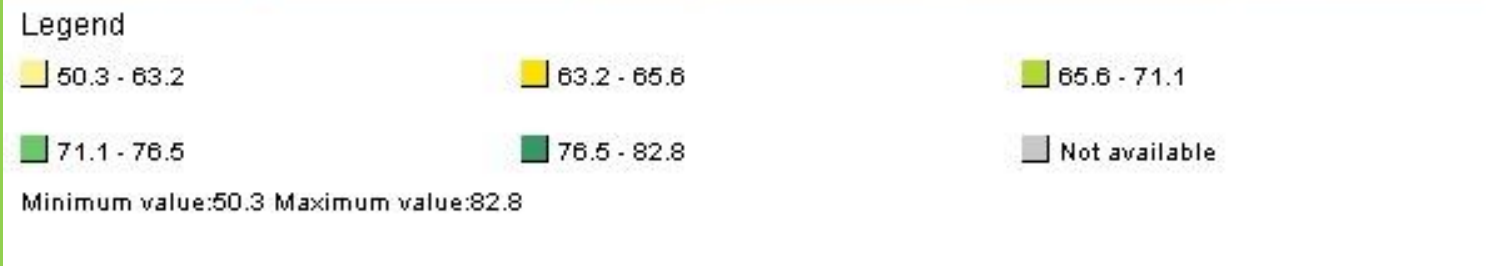 Legend
50.3 - 63.2 63.2 - 65.6 65.6 - 71.1
71.1 - 76.5 76.5 - 82.8 Not available
Minimum value:50.3 Maximum value:82.8